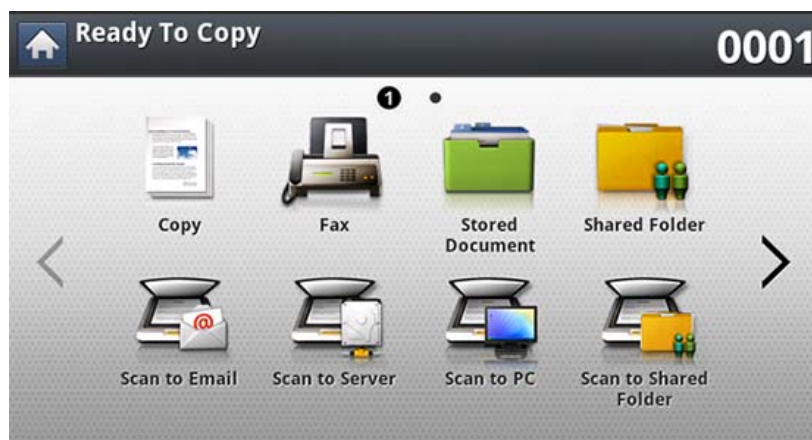 Ready To Copy
0001
1
Copy
Fax
Stored
Document
Shared Folder
Scan to Email
Scan to Server
Scan to PC
Scan to Shared
Folder